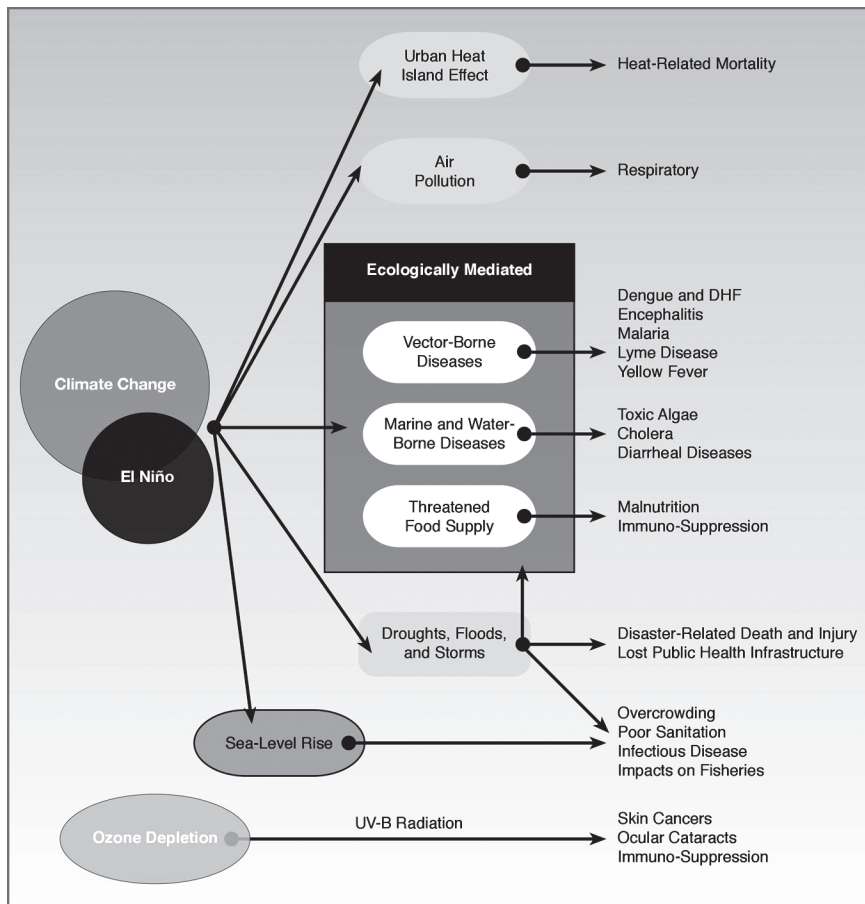 Urban Heat
Island Effect
Heat-Related Mortality
Air
Pollution
Respiratory
Ecologically Mediated
Vector-Borne
Diseases
Dengue and DHF
Encephalitis
Malaria
Lyme Disease
Yellow Fever
Climate Change
El Niño
Marine and Water-
Borne Diseases
Toxic Algae
Cholera
Diarrheal Diseases
Threatened
Food Supply
Malnutrition
Immuno-Suppression
Droughts, Floods,
and Storms
Disaster-Related Death and Injury
Lost Public Health Infrastructure
Sea-Level Rise
Overcrowding
Poor Sanitation
Infectious Disease
Impacts on Fisheries
Ozone Depletion
UV-B Radiation
Skin Cancers
Ocular Cataracts
Immuno-Suppression